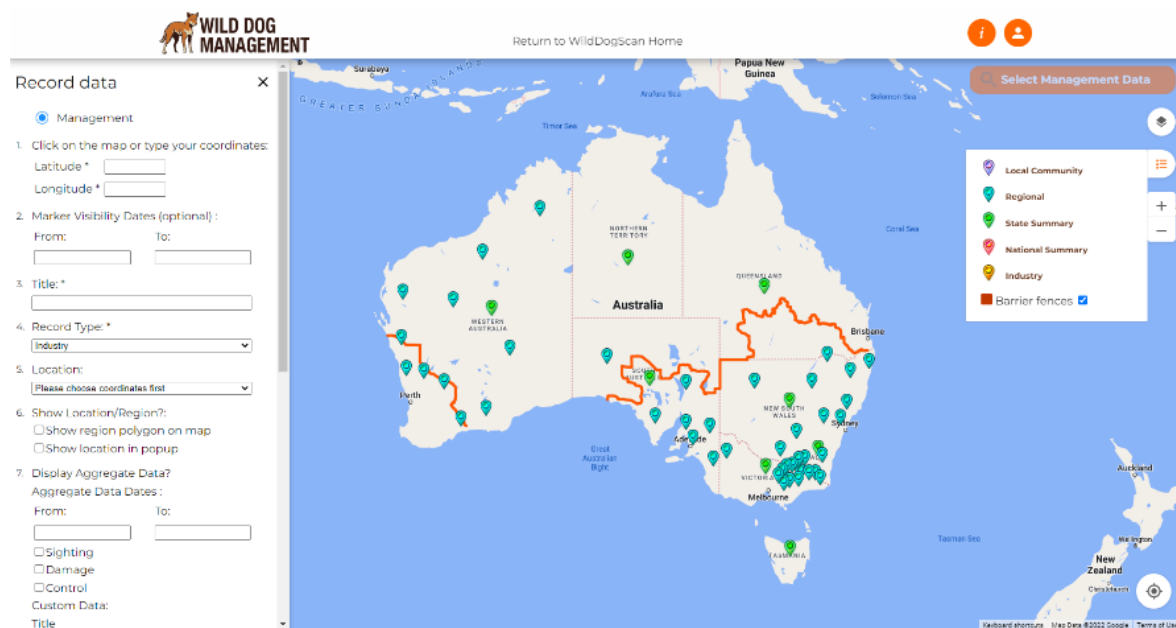 WILD DOG
MANAGEMENT
Return to WildDogScan Home
i
Record data
Management
1. Click on the map or type your coordinates:
Latitude *
Longitude *
2. Marker Visibility Dates (optional) :
From: To:
3. Title: *
4. Record Type: *
Industry
5. Location:
Please choose coordinates first
6. Show Location/Region?:
Show region polygon on map
Show location in popup
7. Display Aggregate Data?
Aggregate Data Dates :
From: To:
Sighting
Damage
Control
Custom Data:
Title
Select Management Data
Local Community
Regional
State Summary
National Summary
Industry
Barrier fences
Surabaya
GREATER SUNDA ISLANDS
Papua New
Guinea
Arafura Sea
Solomon Sea
Timor Sea
Coral Sea
NORTHERN
TERRITORY
QUEENSLAND
Australia
WESTERN
AUSTRALIA
Brisbane
Perth
NEW SOUTH
WALES
Sydney
Adelaide
Great
Australian
Bight
VICTORIA
Melbourne
TASMANIA
Tasman Sea
Auckland
Wellington
New
Zealand
Christchurch
Keyboard shortcuts Map Data ©2022 Google Terms of Us